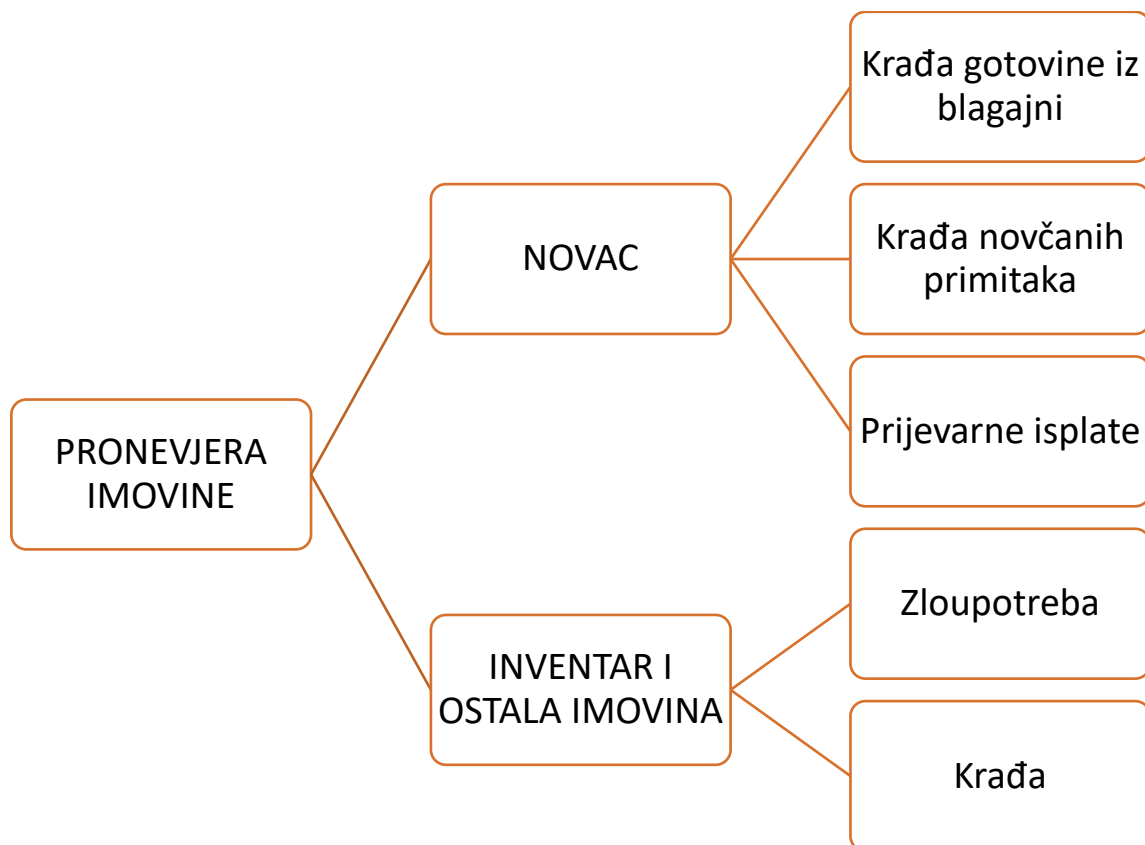 PRONEVJERA
IMOVINE
NOVAC
Krađa gotovine iz
blagajni
Krađa novčanih
primitaka
Prijevarne isplate
INVENTAR I
OSTALA IMOVINA
Zloupotreba
Krađa